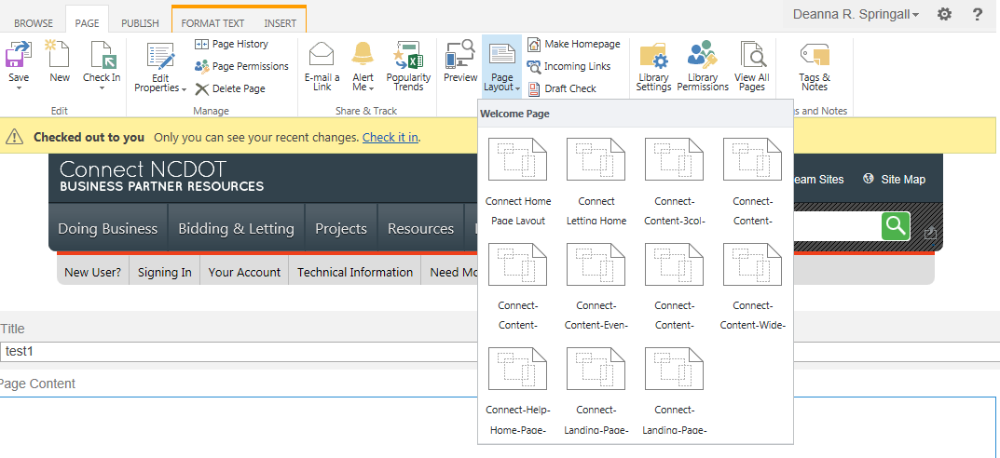 BROWSE PAGE PUBLISH FORMAT TEXT INSERT Deanna R. Springall ?
Save
New
Check In
Edit
Edit
Properties
Page History
Page Permissions
Delete Page
Manage
E-mail a
Link
Alert
Me
Popularity
Trends
Share & Track
Preview
Page
Layout
Make Homepage
Incoming Links
Draft Check
Library
Settings
Library
Permissions
View All
Pages
Tags &
Notes
s and Notes
Checked out to you Only you can see your recent changes. Check it in.
Welcome Page
Connect Home
Page Layout
Connect
Letting Home
Connect-
Content-3col-
Connect-
Content-
Connect-
Content-
Connect-
Content-Even-
Connect-
Content-
Connect-
Content-Wide-
Connect-Help-
Home-Page-
Connect-
Landing-Page-
Connect-
Landing-Page-
Connect NCDOT
BUSINESS PARTNER RESOURCES
eam Sites Site Map
Doing Business Bidding & Letting Projects Resources
New User? Signing In Your Account Technical Information Need Mo
Title
test1
Page Content